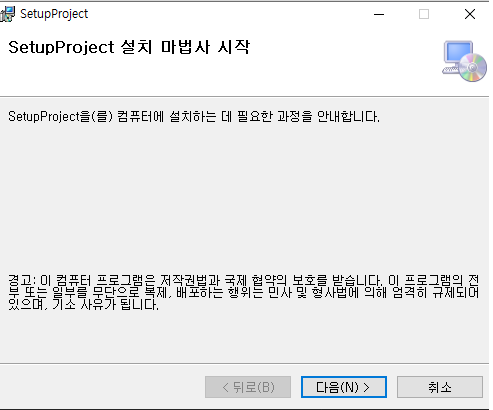 SetupProject
SetupProject 설치 마법사 시작
SetupProject을(를) 컴퓨터에 설치하는 데 필요한 과정을 안내합니다.
경고: 이 컴퓨터 프로그램은 저작권법과 국제 협약의 보호를 받습니다. 이 프로그램의 전
부 또는 일부를 무단으로 복제, 배포하는 행위는 민사 및 형사법에 의해 엄격히 규제되어
있으며, 기소 사유가 됩니다.
< 뒤로(B) 다음(N) > 취소